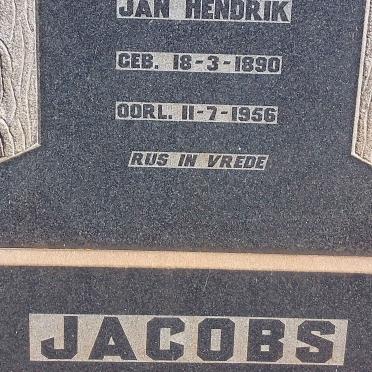 JAN HENDRIK
GEB. 18-3-1890
OORL. 11-7-1956
RUS IN VREDE
JACOBS